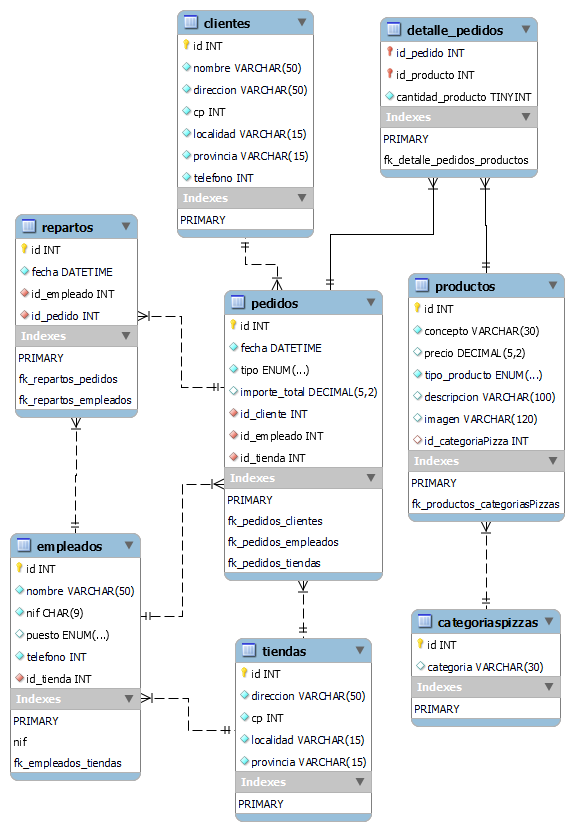 clientes
id INT
nombre VARCHAR(50)
direccion VARCHAR(50)
cp INT
localidad VARCHAR(15)
provincia VARCHAR(15)
telefono INT
Indexes
PRIMARY
detalle_pedidos
id_pedido INT
id_producto INT
cantidad_producto TINYINT
Indexes
PRIMARY
fk_detalle_pedidos_productos
repartos
id INT
fecha DATETIME
id_empleado INT
id_pedido INT
Indexes
PRIMARY
fk_repartos_pedidos
fk_repartos_empleados
pedidos
id INT
fecha DATETIME
tipo ENUM(...)
importe_total DECIMAL(5,2)
id_cliente INT
id_empleado INT
id_tienda INT
Indexes
PRIMARY
fk_pedidos_clientes
fk_pedidos_empleados
fk_pedidos_tiendas
productos
id INT
concepto VARCHAR(30)
precio DECIMAL(5,2)
tipo_producto ENUM(...)
descripcion VARCHAR(100)
imagen VARCHAR(120)
id_categoriaPizza INT
Indexes
PRIMARY
fk_productos_categoriasPizzas
empleados
id INT
nombre VARCHAR(50)
nif CHAR(9)
puesto ENUM(...)
telefono INT
id_tienda INT
Indexes
PRIMARY
nif
fk_empleados_tiendas
tiendas
id INT
direccion VARCHAR(50)
cp INT
localidad VARCHAR(15)
provincia VARCHAR(15)
Indexes
PRIMARY
categoriaspizzas
id INT
categoria VARCHAR(30)
Indexes
PRIMARY